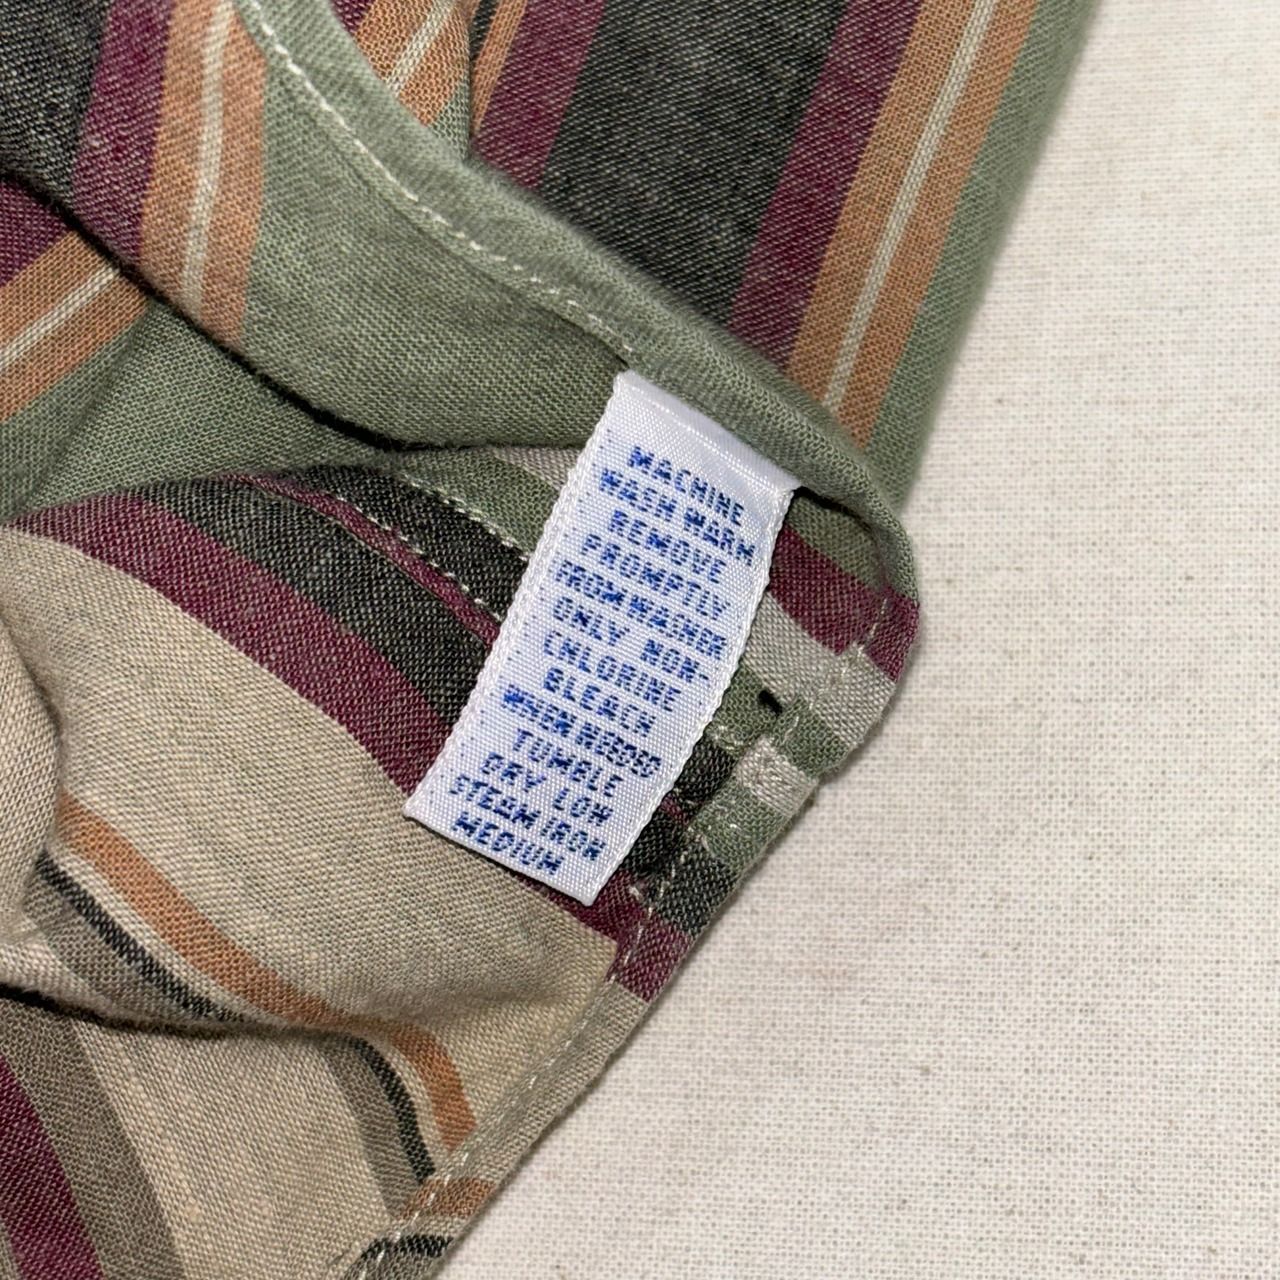 MACHINE
WASH WARM
REMOVE
PROMPTLY
FROM WASHER
ONLY NON-
CHLORINE
BLEACH
WHEN NEEDED
TUMBLE
DRY LOW
STEAM IRON
MEDIUM